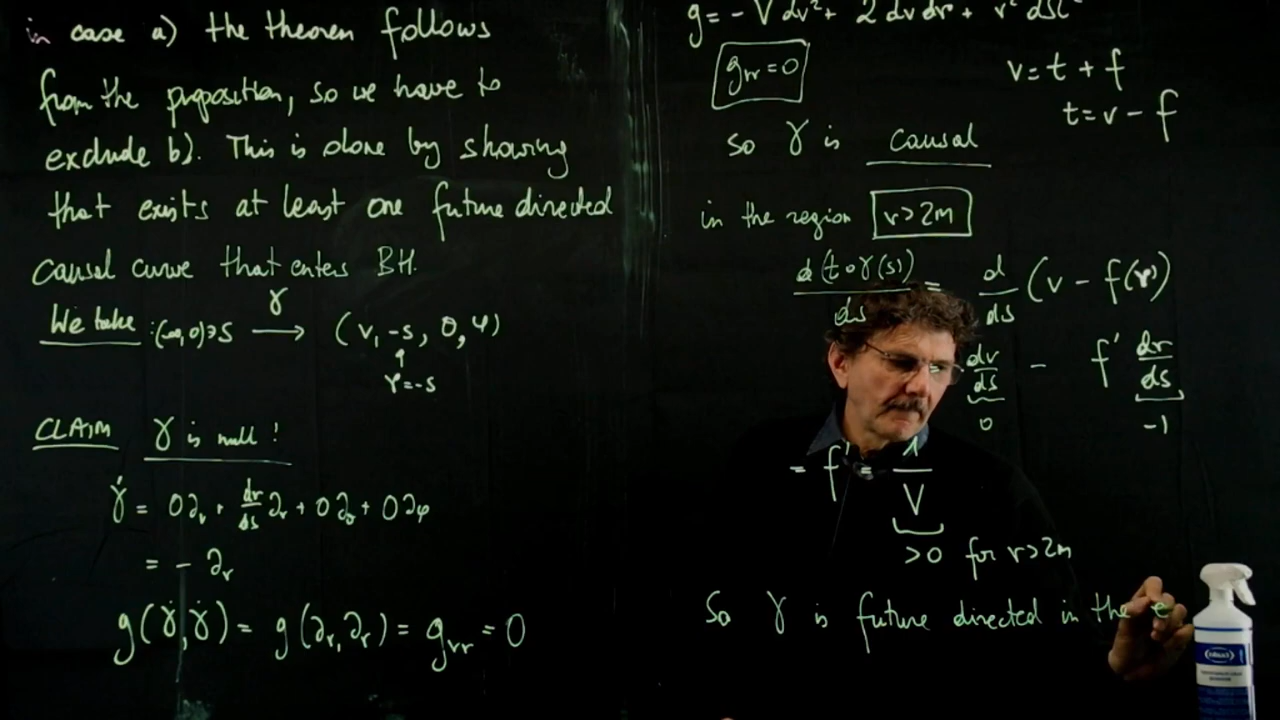 in case a) the theorem follows
from the proposition, so we have to
exclude b). This is done by showing
that exists at least one future directed
causal curve that enters BH.
We take : (-∞,0)∋s —γ→ (v, -s, θ, φ)
r=-s
CLAIM γ is null !
γ̇ = 0∂v + dr/ds ∂r + 0∂θ + 0∂φ
= - ∂r
g(γ̇,γ̇) = g(∂r,∂r) = grr = 0
g = - V dv² + 2 dv dr + r² dΩ²
grr = 0
v = t + f
t = v - f
so γ is causal
in the region r>2m
d(t∘γ(s))/ds = d/ds (v - f(r))
dv/ds - f' dr/ds
0 -1
= f' = 1/V
>0 for r>2m
So γ is future directed in the e